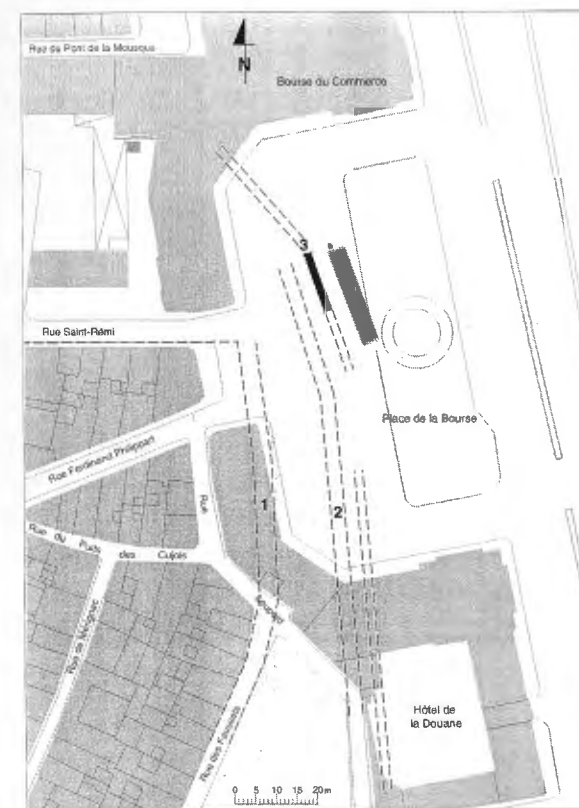 Rue du Pont de la Mousque
N
Bourse du Commerce
3
Rue Saint-Rémi
Place de la Bourse
Rue Ferdinand Philippart
Rue
1
2
Rue du Puits des Cujols
Rue des Faussets
Hôtel de
la Douane
0 5 10 15 20m